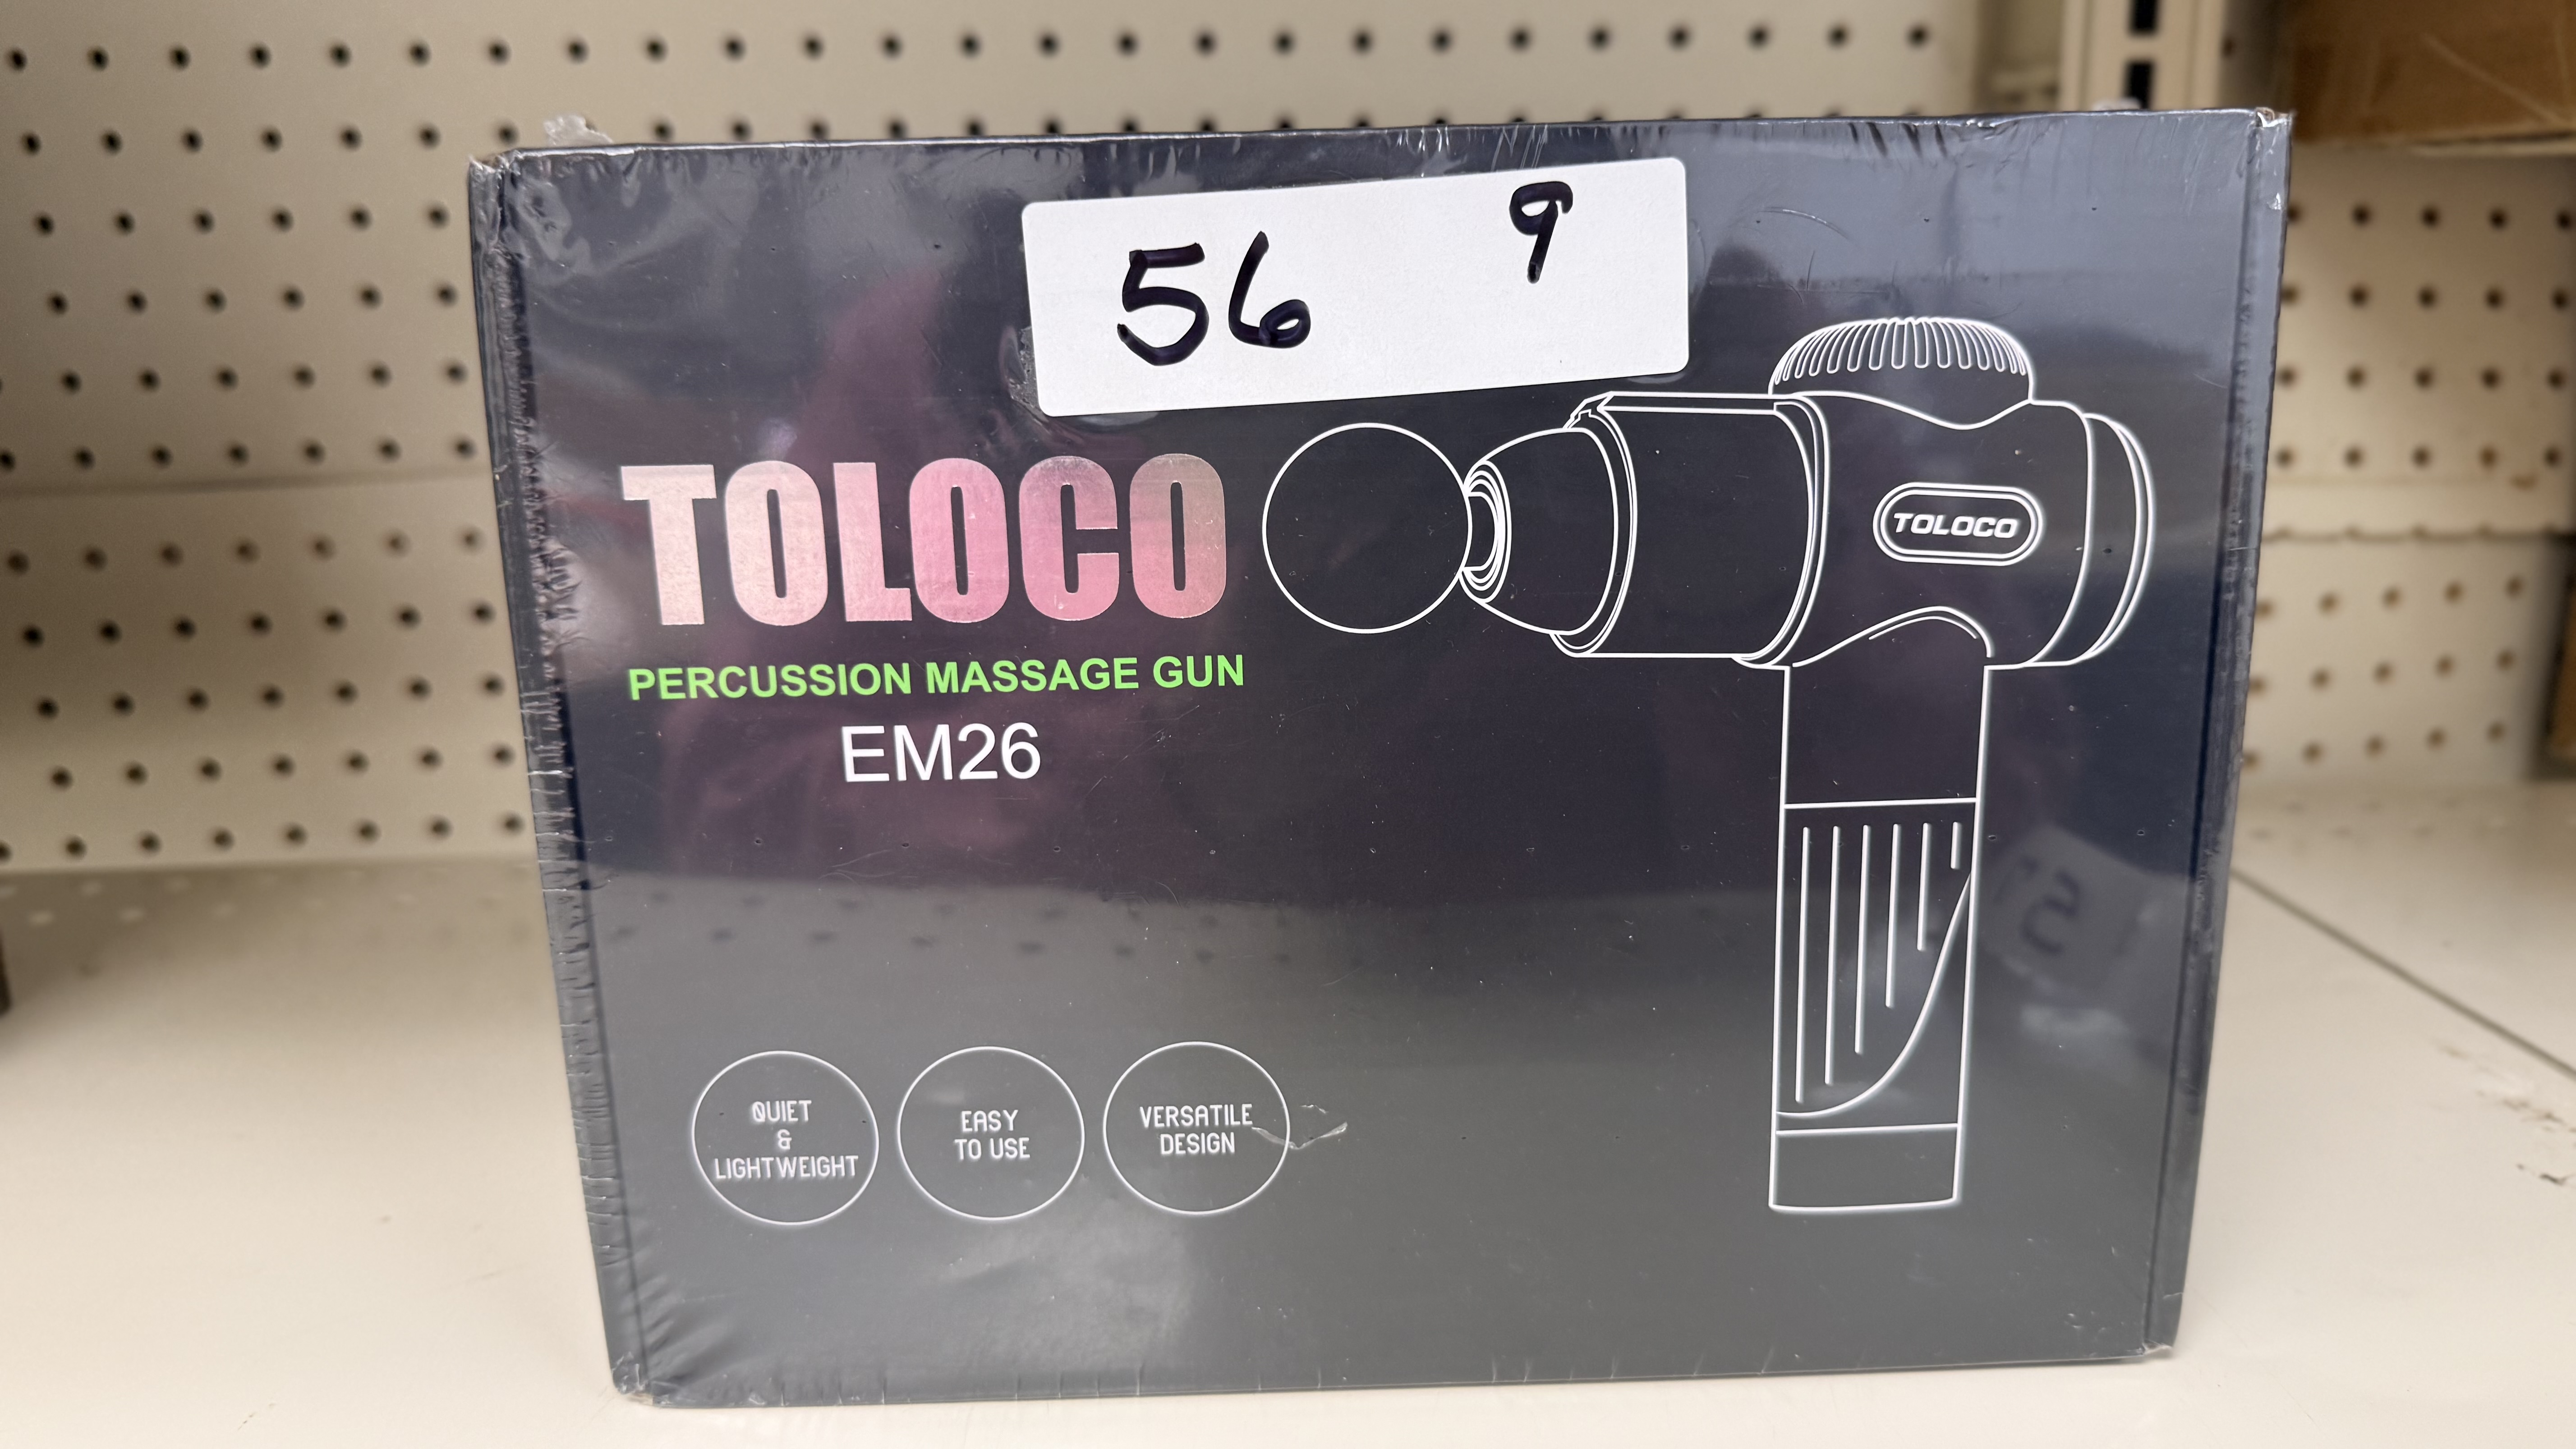 56 9
TOLOCO
TOLOCO
PERCUSSION MASSAGE GUN
EM26
QUIET
&
LIGHTWEIGHT
EASY
TO USE
VERSATILE
DESIGN